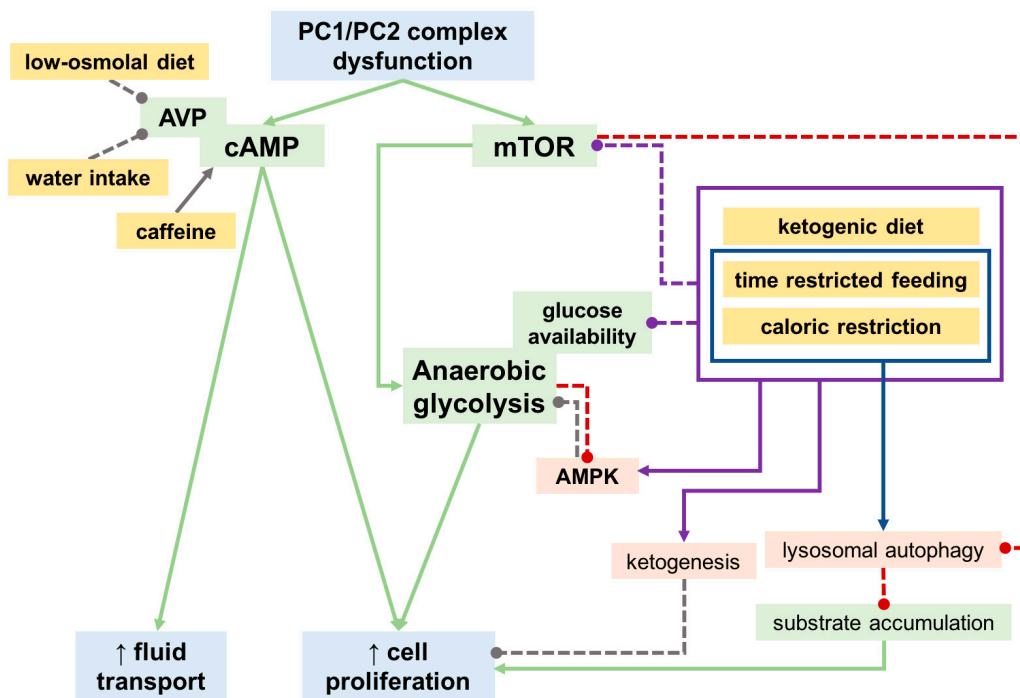 PC1/PC2 complex
dysfunction
low-osmolal diet
AVP
cAMP
mTOR
water intake
caffeine
ketogenic diet
time restricted feeding
caloric restriction
glucose
availability
Anaerobic
glycolysis
AMPK
ketogenesis
lysosomal autophagy
substrate accumulation
↑ fluid
transport
↑ cell
proliferation